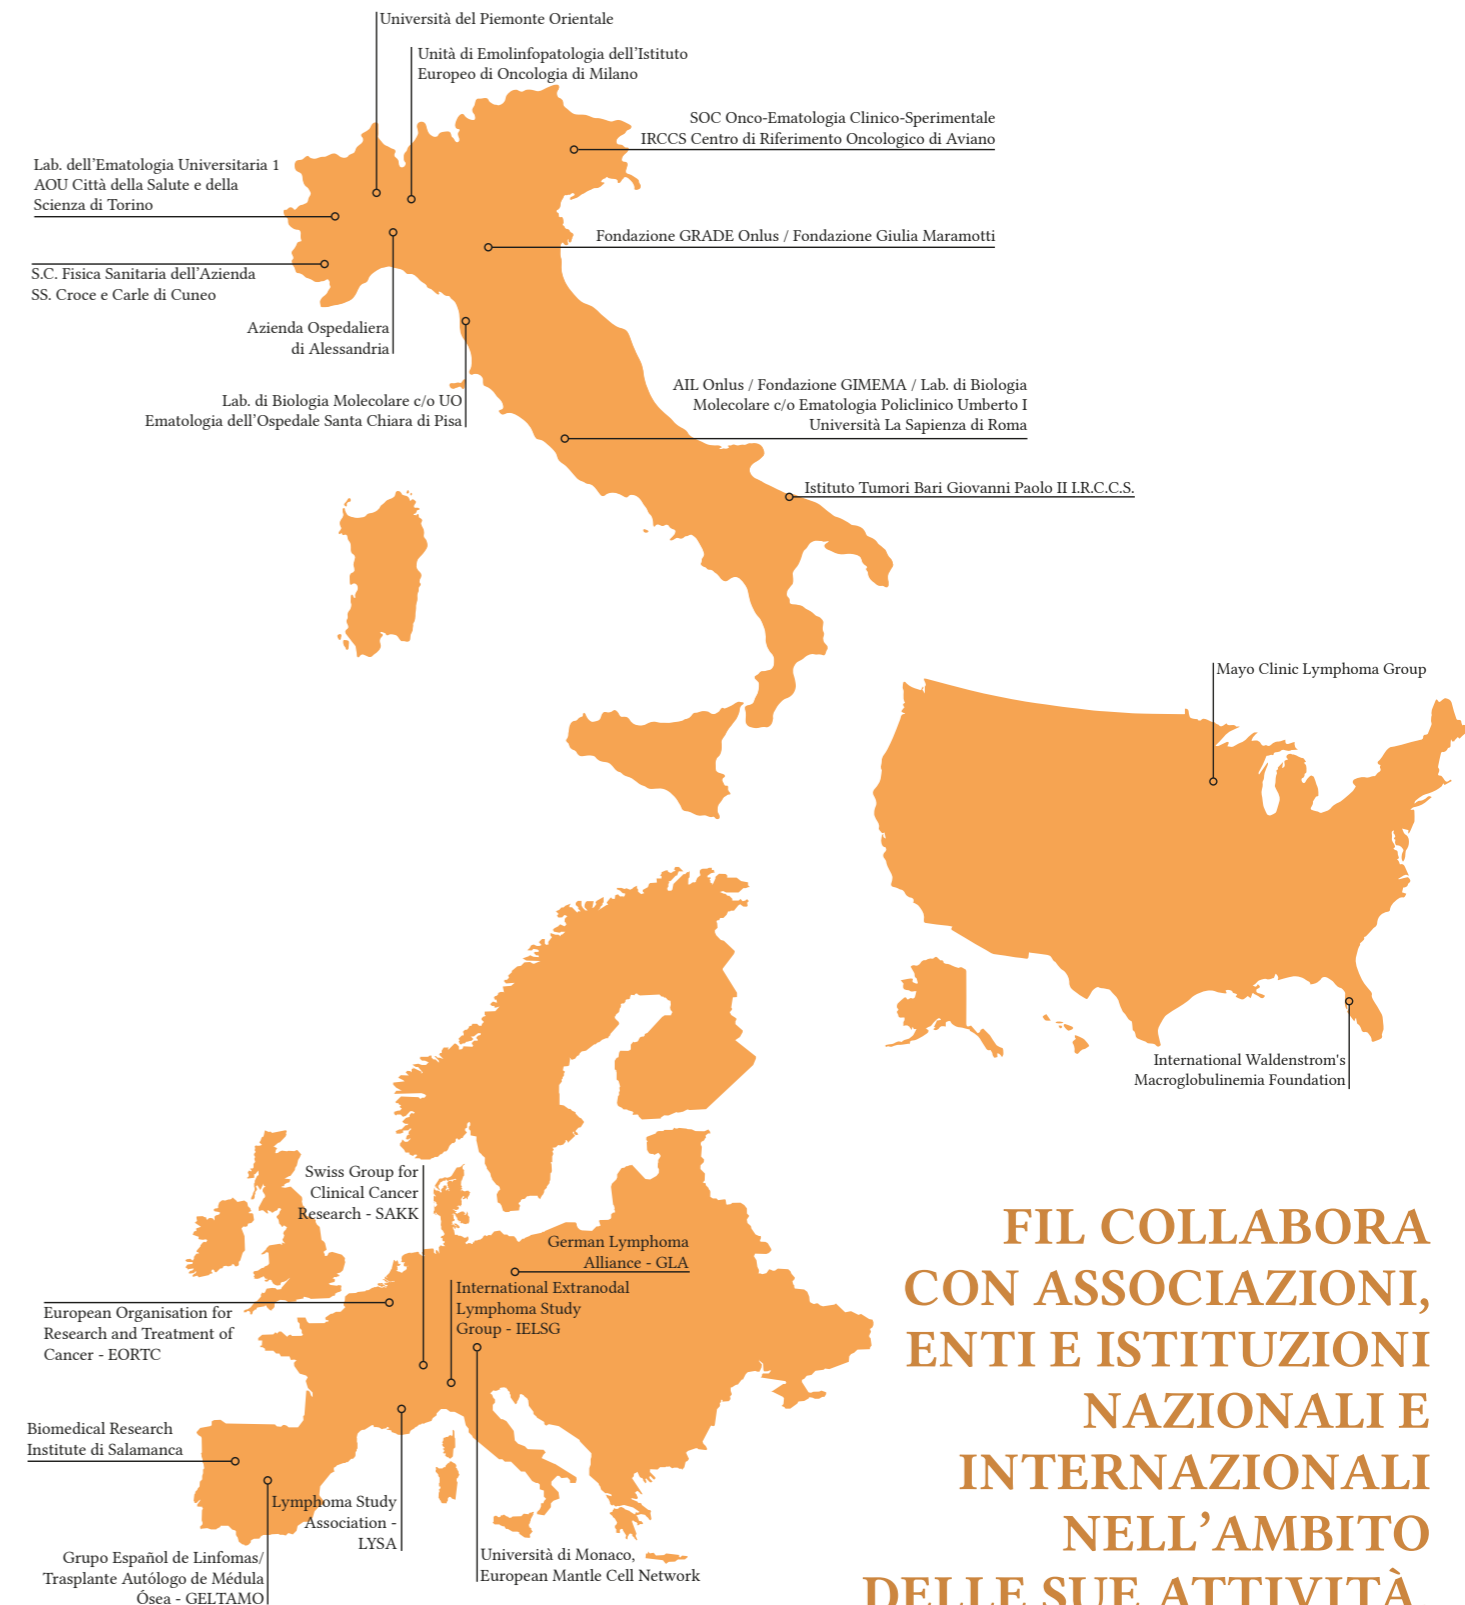 Università del Piemonte Orientale
Unità di Emolinfopatologia dell'Istituto
Europeo di Oncologia di Milano
SOC Onco-Ematologia Clinico-Sperimentale
IRCCS Centro di Riferimento Oncologico di Aviano
Lab. dell'Ematologia Universitaria 1
AOU Città della Salute e della
Scienza di Torino
Fondazione GRADE Onlus / Fondazione Giulia Maramotti
S.C. Fisica Sanitaria dell'Azienda
SS. Croce e Carle di Cuneo
Azienda Ospedaliera
di Alessandria
Lab. di Biologia Molecolare c/o UO
Ematologia dell'Ospedale Santa Chiara di Pisa
AIL Onlus / Fondazione GIMEMA / Lab. di Biologia
Molecolare c/o Ematologia Policlinico Umberto I
Università La Sapienza di Roma
Istituto Tumori Bari Giovanni Paolo II I.R.C.C.S.
Mayo Clinic Lymphoma Group
International Waldenstrom's
Macroglobulinemia Foundation
Swiss Group for
Clinical Cancer
Research - SAKK
German Lymphoma
Alliance - GLA
International Extranodal
Lymphoma Study
Group - IELSG
European Organisation for
Research and Treatment of
Cancer - EORTC
Biomedical Research
Institute di Salamanca
Lymphoma Study
Association -
LYSA
Grupo Español de Linfomas/
Trasplante Autólogo de Médula
Ósea - GELTAMO
Università di Monaco,
European Mantle Cell Network
FIL COLLABORA
CON ASSOCIAZIONI,
ENTI E ISTITUZIONI
NAZIONALI E
INTERNAZIONALI
NELL'AMBITO
DELLE SUE ATTIVITÀ.